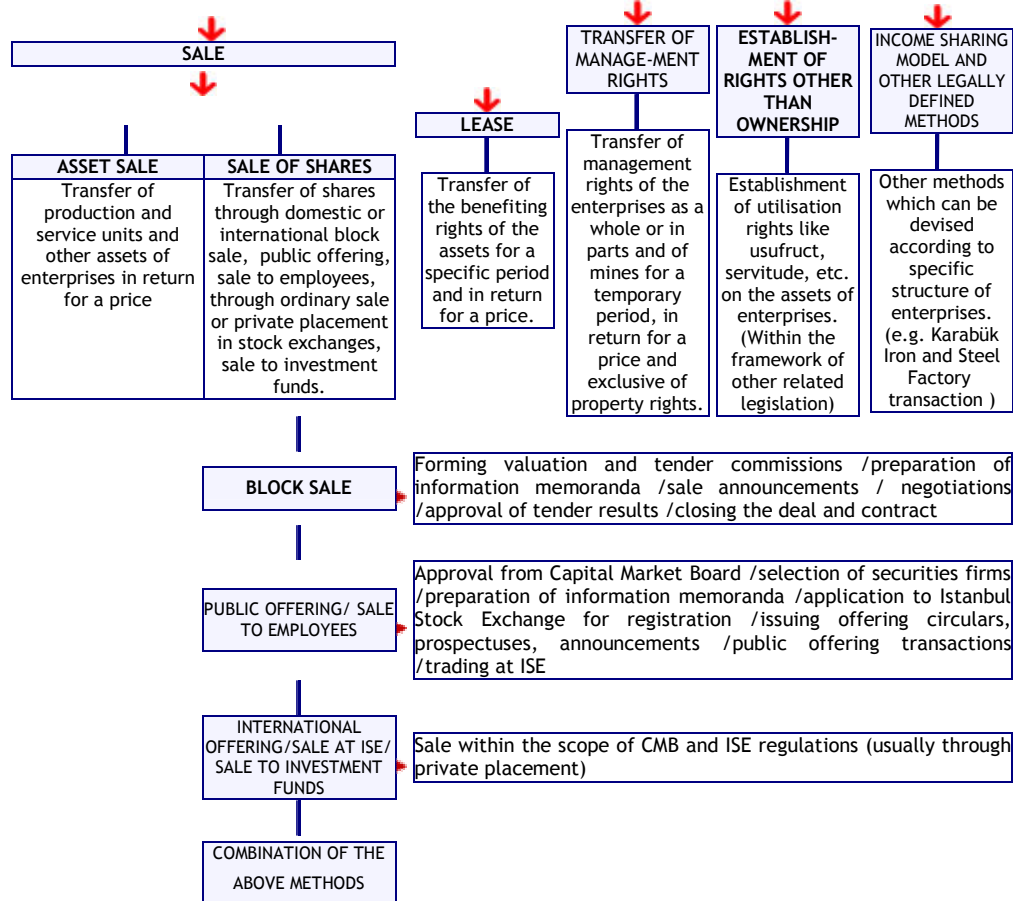 SALE
ASSET SALE
Transfer of
production and
service units and
other assets of
enterprises in return
for a price
SALE OF SHARES
Transfer of shares
through domestic or
international block
sale, public offering,
sale to employees,
through ordinary sale
or private placement
in stock exchanges,
sale to investment
funds.
LEASE
Transfer of
the benefiting
rights of the
assets for a
specific period
and in return
for a price.
TRANSFER OF
MANAGE-MENT
RIGHTS
Transfer of
management
rights of the
enterprises as a
whole or in
parts and of
mines for a
temporary
period, in
return for a
price and
exclusive of
property rights.
ESTABLISH-
MENT OF
RIGHTS OTHER
THAN
OWNERSHIP
Establishment
of utilisation
rights like
usufruct,
servitude, etc.
on the assets of
enterprises.
(Within the
framework of
other related
legislation)
INCOME SHARING
MODEL AND
OTHER LEGALLY
DEFINED
METHODS
Other methods
which can be
devised
according to
specific
structure of
enterprises.
(e.g. Karabük
Iron and Steel
Factory
transaction )
BLOCK SALE
Forming valuation and tender commissions /preparation of
information memoranda /sale announcements / negotiations
/approval of tender results /closing the deal and contract
PUBLIC OFFERING/ SALE
TO EMPLOYEES
Approval from Capital Market Board /selection of securities firms
/preparation of information memoranda /application to Istanbul
Stock Exchange for registration /issuing offering circulars,
prospectuses, announcements /public offering transactions
/trading at ISE
INTERNATIONAL
OFFERING/SALE AT ISE/
SALE TO INVESTMENT
FUNDS
Sale within the scope of CMB and ISE regulations (usually through
private placement)
COMBINATION OF THE
ABOVE METHODS